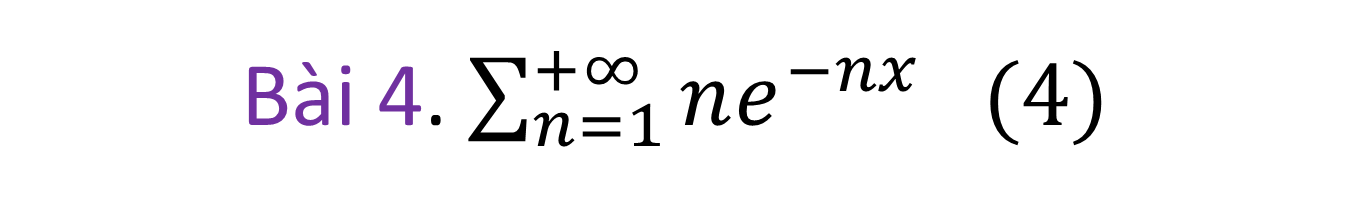 Bài 4. ∑_{n=1}^{+∞} ne^{−nx} (4)